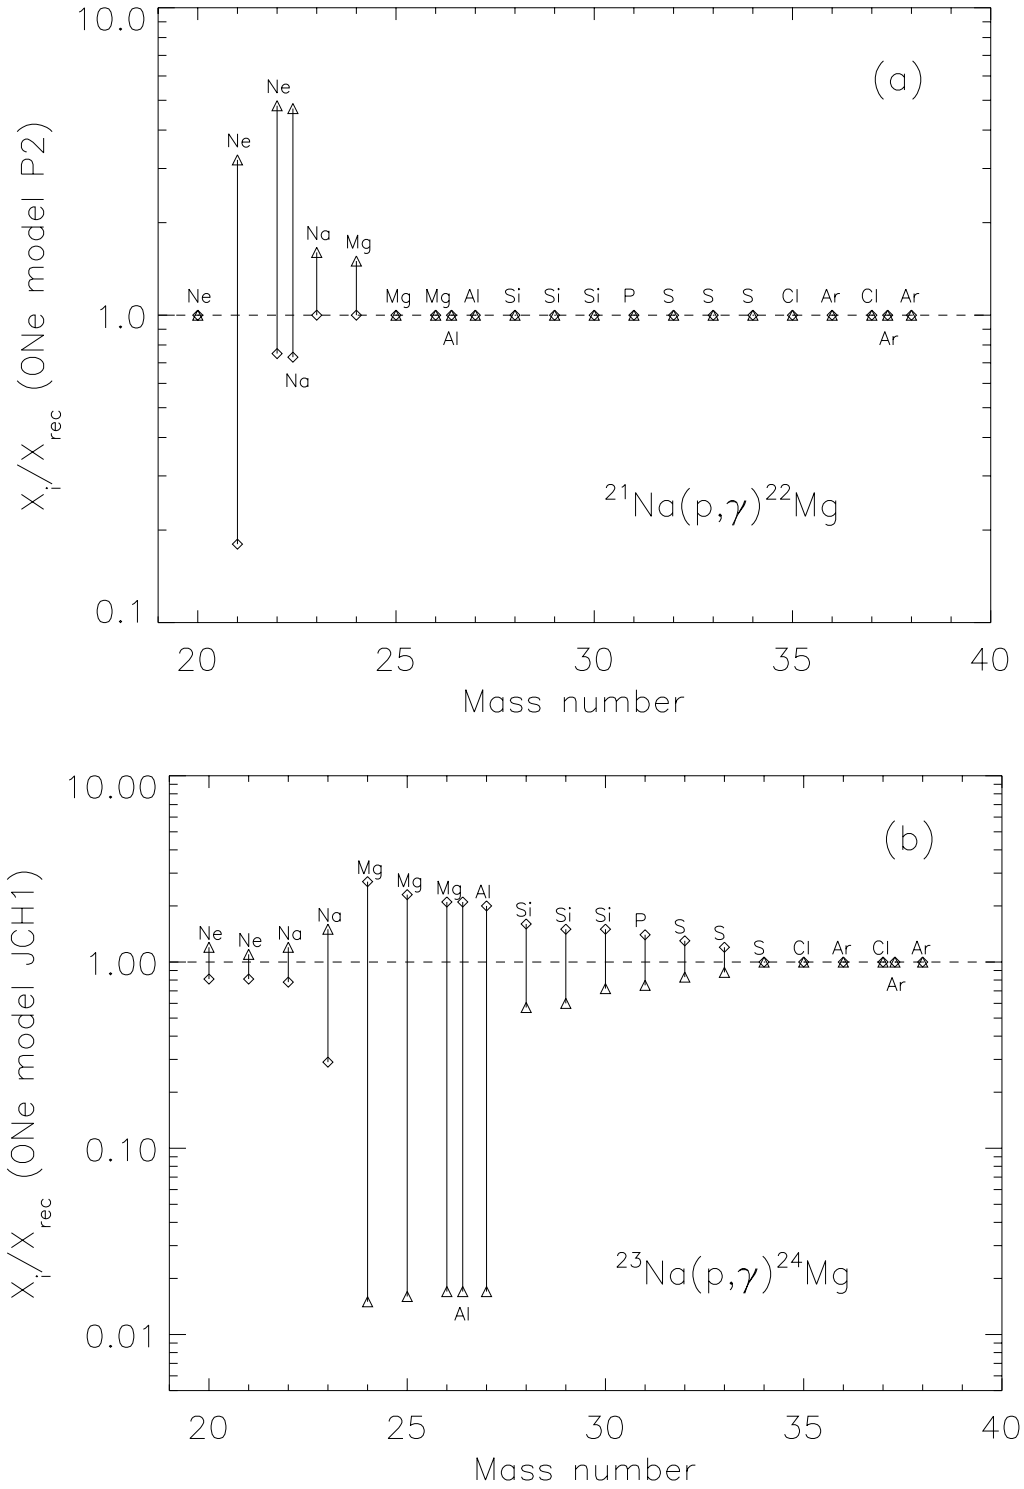 10.0
(a)
Ne
Ne
Na
Mg
Ne Mg Mg Al Si Si Si P S S S Cl Ar Cl Ar
1.0
Al Ar
Na
X_i/X_rec (ONe model P2)
²¹Na(p,γ)²²Mg
0.1
20 25 30 35 40
Mass number
10.00
(b)
Mg Mg Mg Al
Ne Ne Na Na Si Si Si P S S S Cl Ar Cl Ar
1.00
Ar
X_i/X_rec (ONe model JCH1)
0.10
²³Na(p,γ)²⁴Mg
Al
0.01
20 25 30 35 40
Mass number